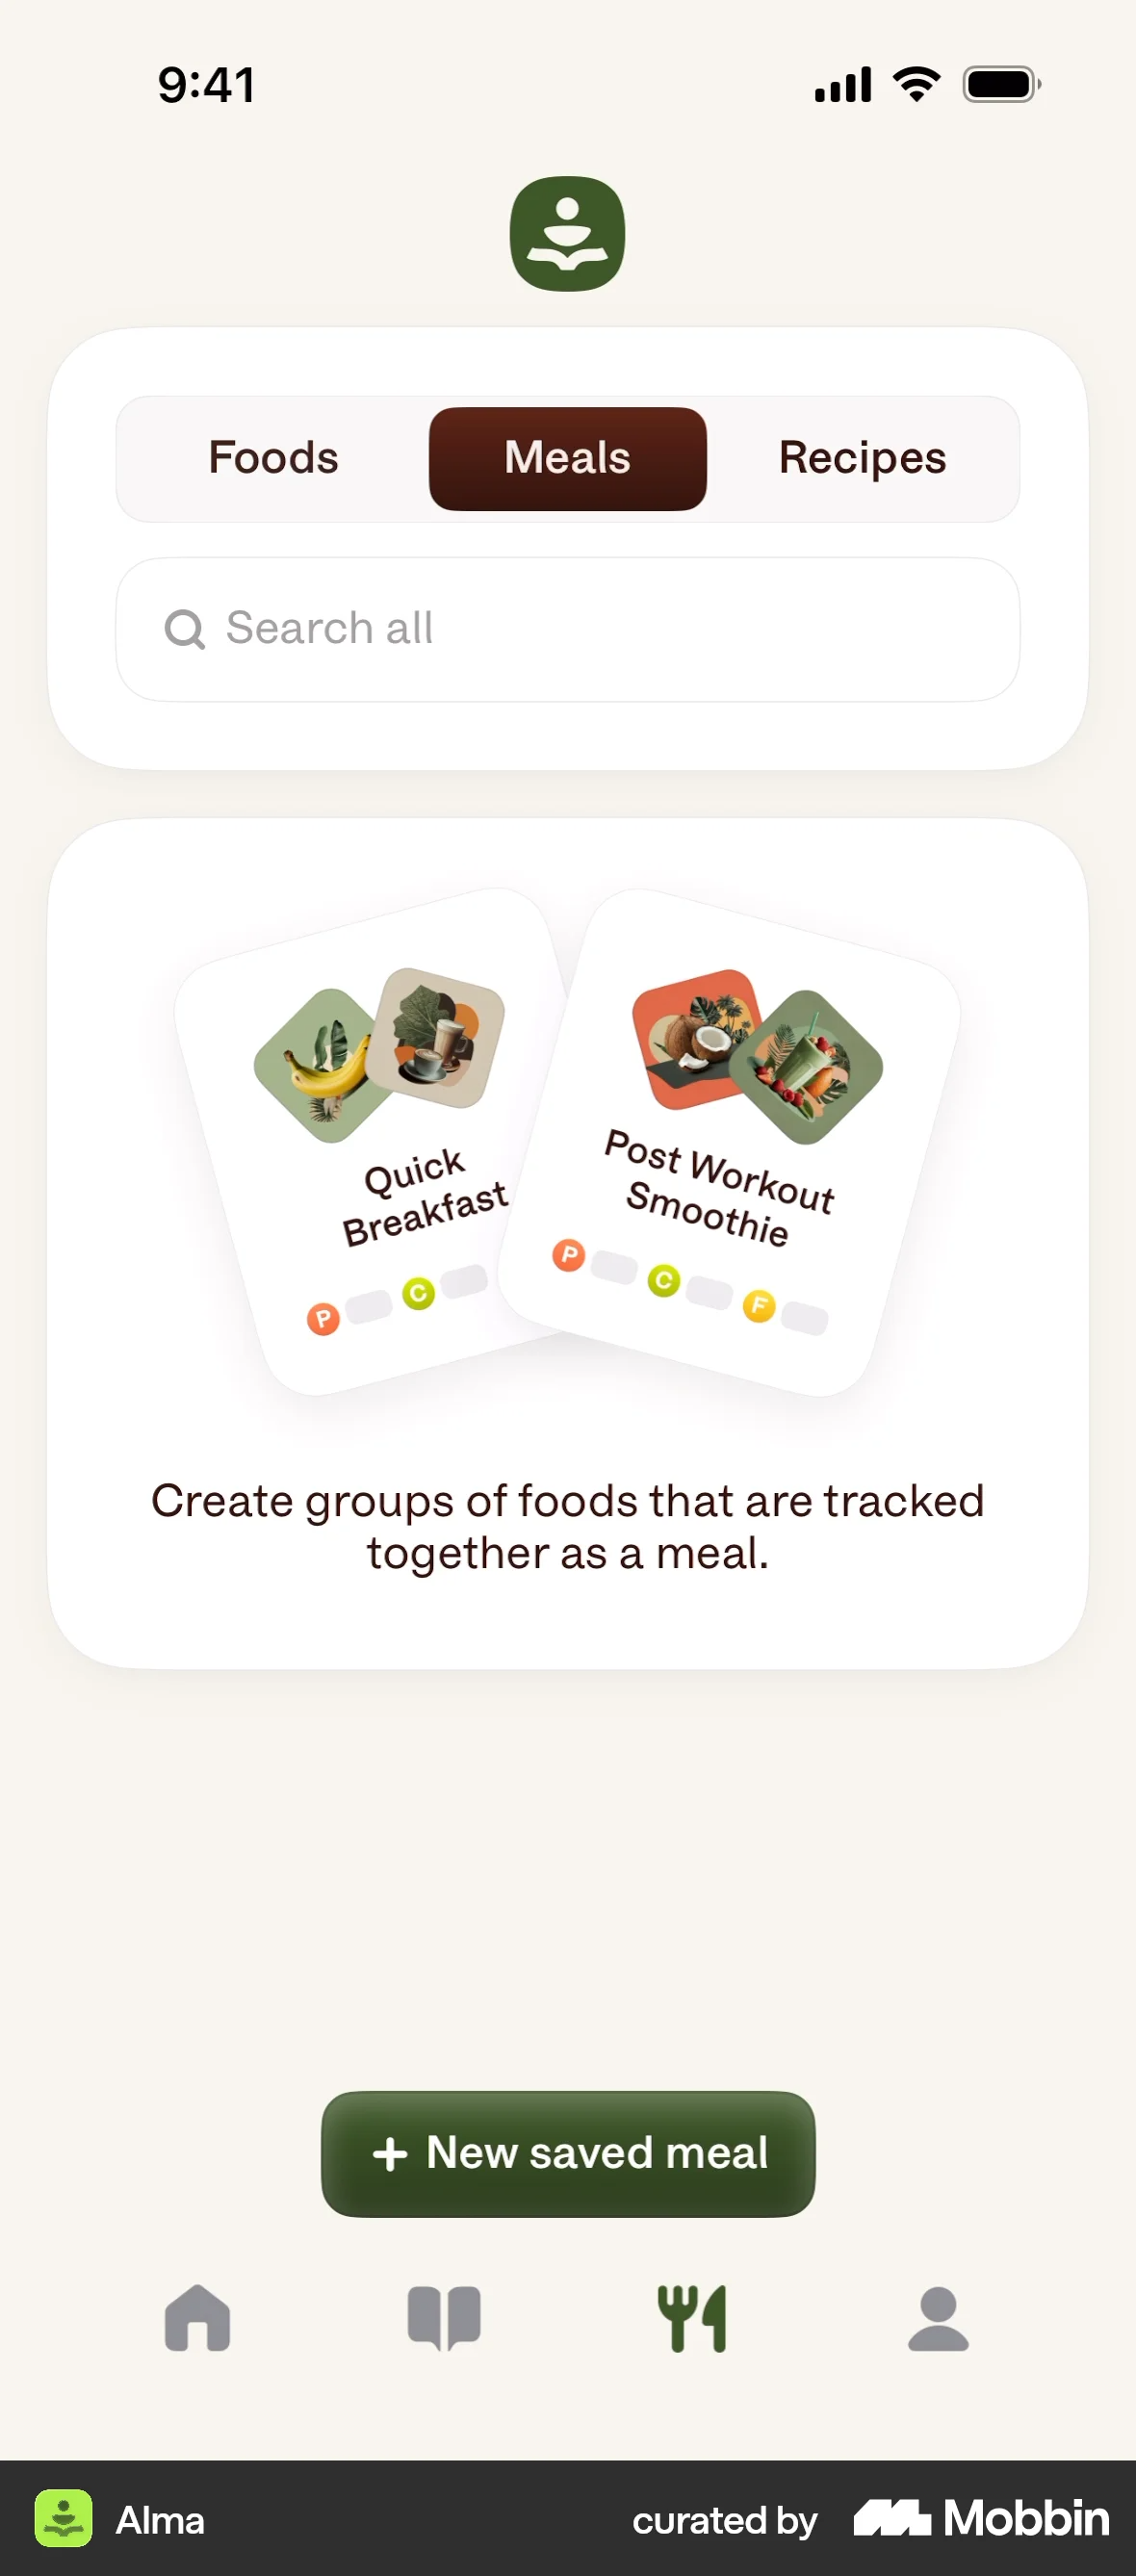 9:41
Foods
Meals
Recipes
Search all
Quick
Breakfast
P
C
Post Workout
Smoothie
P
C
F
Create groups of foods that are tracked
together as a meal.
+ New saved meal
Alma
curated by
Mobbin